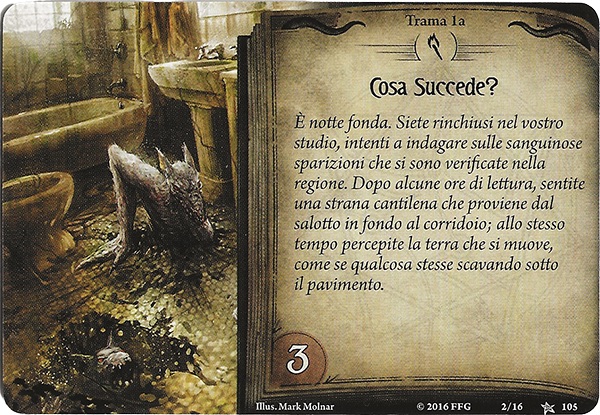 Trama 1a
Cosa Succede?
È notte fonda. Siete rinchiusi nel vostro
studio, intenti a indagare sulle sanguinose
sparizioni che si sono verificate nella
regione. Dopo alcune ore di lettura, sentite
una strana cantilena che proviene dal
salotto in fondo al corridoio; allo stesso
tempo percepite la terra che si muove,
come se qualcosa stesse scavando sotto
il pavimento.
3
Illus. Mark Molnar © 2016 FFG 2/16 105